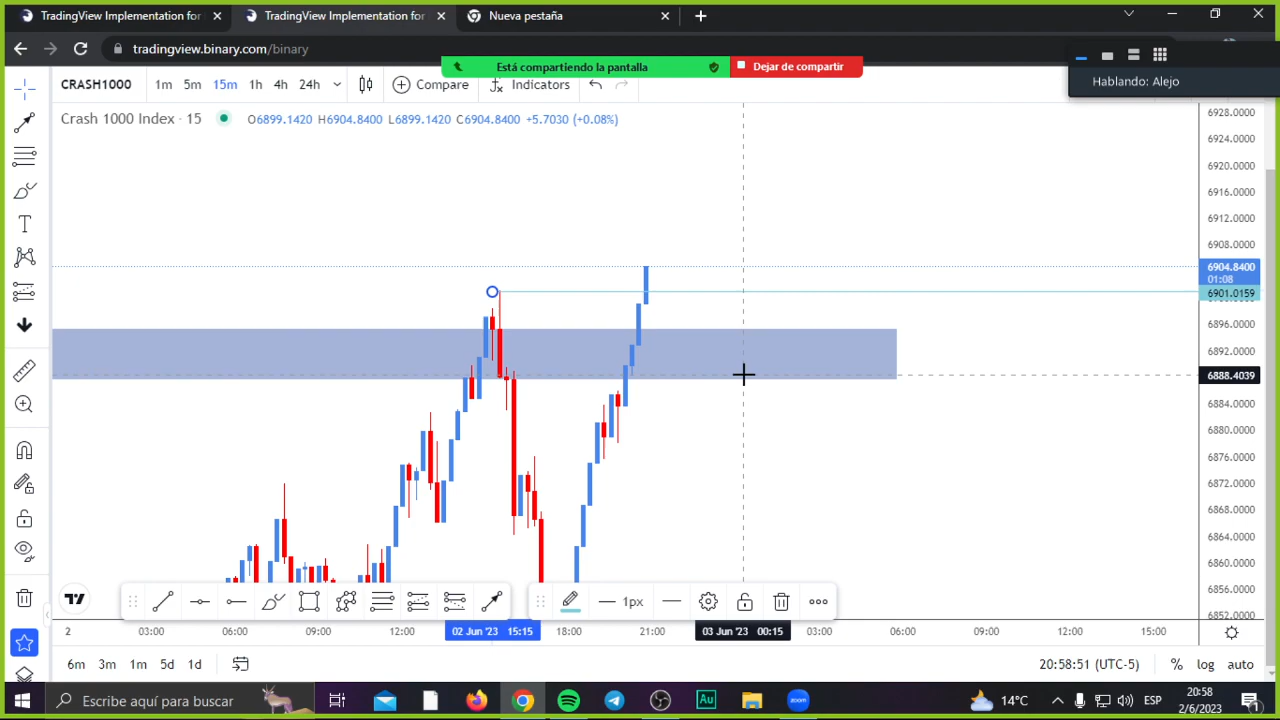 TradingView Implementation for
TradingView Implementation for
Nueva pestaña
tradingview.binary.com/binary
Está compartiendo la pantalla
Dejar de compartir
Hablando: Alejo
CRASH1000
1m 5m 15m 1h 4h 24h
Compare
Indicators
Crash 1000 Index · 15
O6899.1420 H6904.8400 L6899.1420 C6904.8400 +5.7030 (+0.08%)
6928.0000
6924.0000
6920.0000
6916.0000
6912.0000
6908.0000
6904.8400
01:08
6901.0159
6896.0000
6892.0000
6888.4039
6884.0000
6880.0000
6876.0000
6872.0000
6868.0000
6864.0000
6860.0000
6856.0000
6852.0000
1px
2 03:00 06:00 09:00 12:00 02 Jun '23 15:15 18:00 21:00 03 Jun '23 00:15 03:00 06:00 09:00 12:00 15:00
6m 3m 1m 5d 1d
20:58:51 (UTC-5) % log auto
Escribe aquí para buscar
Au
zoom
14°C
ESP
20:58
2/6/2023
1